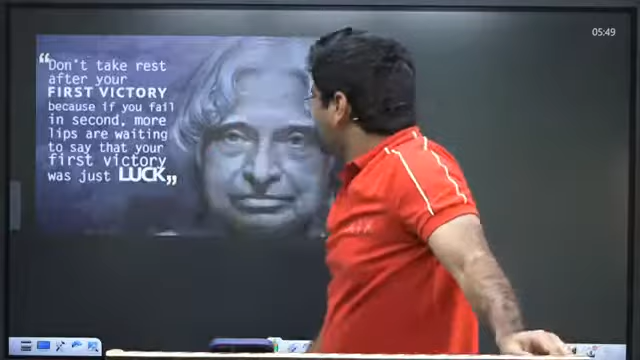 05:49
“Don't take rest
after your
FIRST VICTORY
because if you fail
in second, more
lips are waiting
to say that your
first victory
was just LUCK„